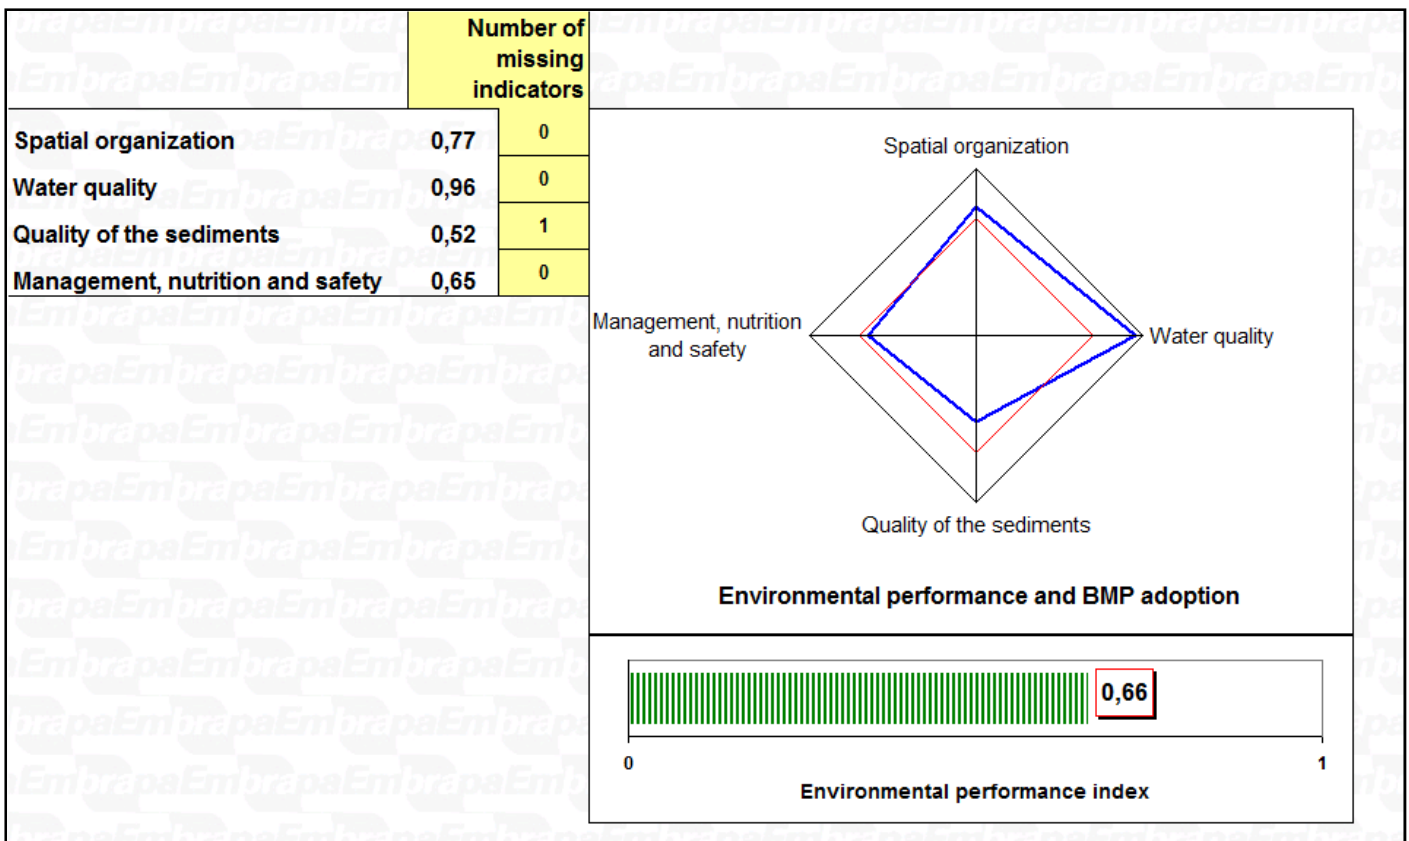 Number of
missing
indicators
Spatial organization 0,77 0
Water quality 0,96 0
Quality of the sediments 0,52 1
Management, nutrition and safety 0,65 0
Spatial organization
Management, nutrition
and safety
Water quality
Quality of the sediments
Environmental performance and BMP adoption
0,66
0 1
Environmental performance index